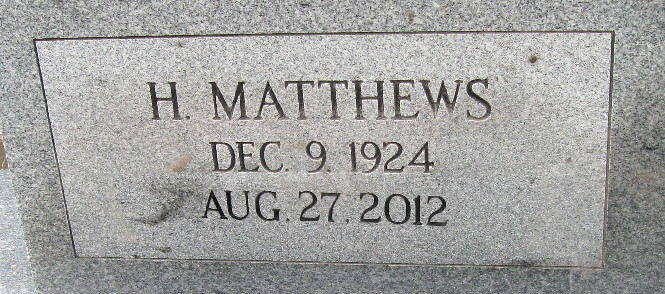 H. MATTHEWS
DEC. 9. 1924
AUG. 27. 2012